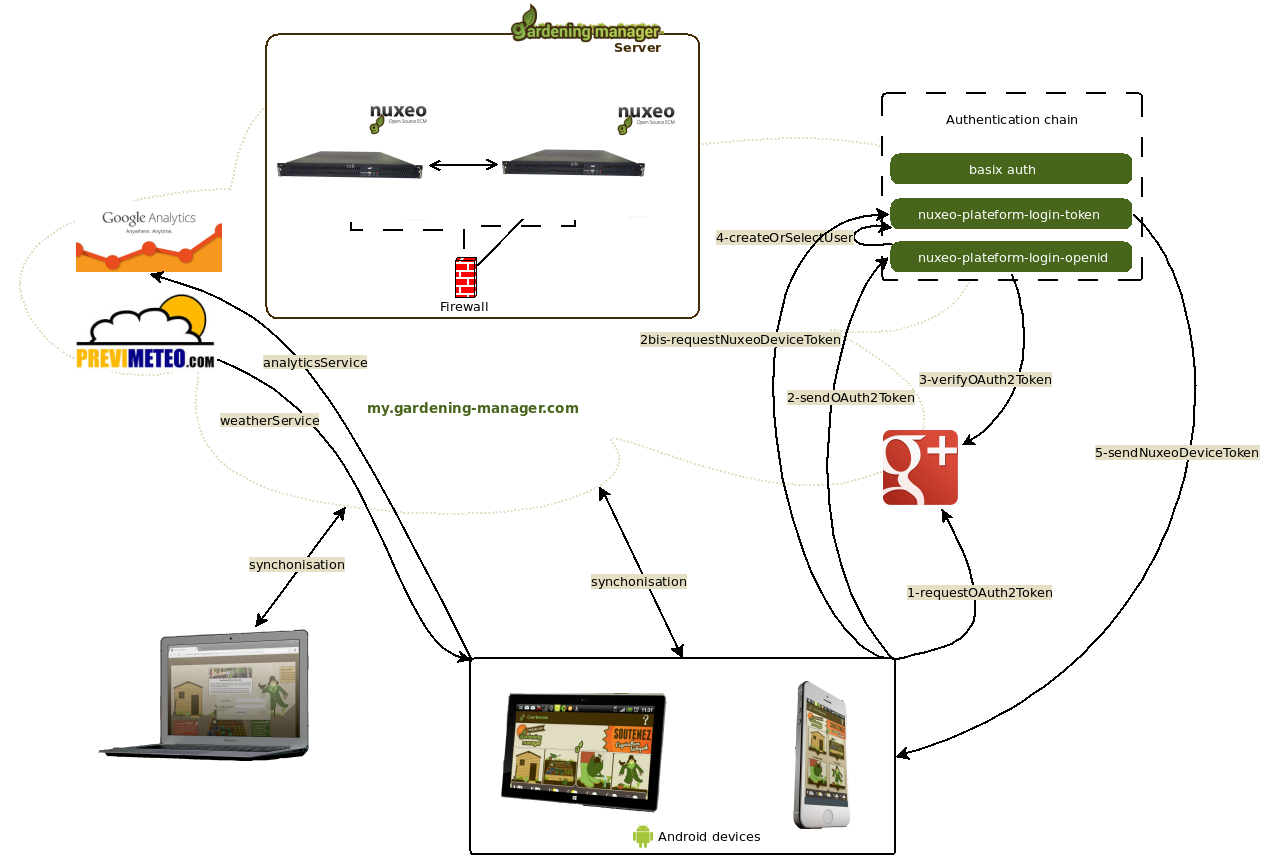 gardening manager
Server
nuxeo
Open Source ECM
nuxeo
Open Source ECM
Firewall
Authentication chain
basix auth
nuxeo-plateform-login-token
nuxeo-plateform-login-openid
4-createOrSelectUser
Google Analytics
Anywhere. Anytime.
PREVIMETEO.COM
analyticsService
weatherService
my.gardening-manager.com
2bis-requestNuxeoDeviceToken
2-sendOAuth2Token
3-verifyOAuth2Token
g+
5-sendNuxeoDeviceToken
1-requestOAuth2Token
synchonisation
synchonisation
11:31
?
SOUTENEZ
Android devices